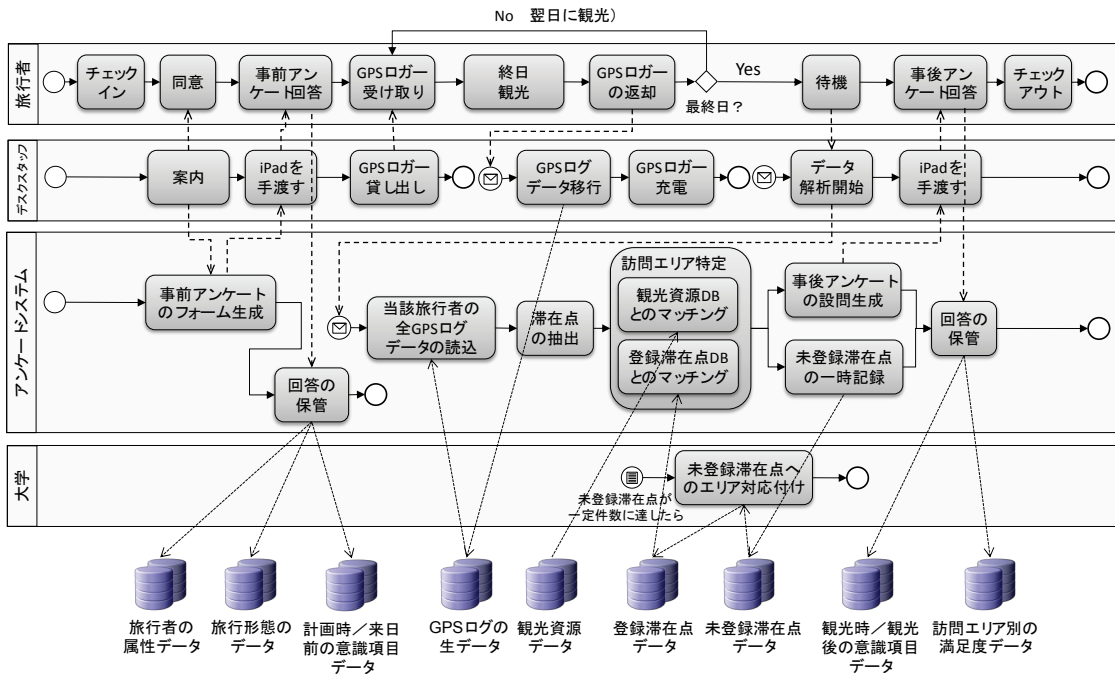 No 翌日に観光）
旅行者
チェック
イン
同意
事前アン
ケート回答
GPSロガー
受け取り
終日
観光
GPSロガー
の返却
Yes
最終日？
待機
事後アン
ケート回答
チェック
アウト
デスクスタッフ
案内
iPadを
手渡す
GPSロガー
貸し出し
GPSログ
データ移行
GPSロガー
充電
データ
解析開始
iPadを
手渡す
アンケートシステム
事前アンケート
のフォーム生成
回答の
保管
当該旅行者の
全GPSログ
データの読込
滞在点
の抽出
訪問エリア特定
観光資源DB
とのマッチング
登録滞在点DB
とのマッチング
事後アンケート
の設問生成
未登録滞在点
の一時記録
回答の
保管
大学
未登録滞在点が
一定件数に達したら
未登録滞在点へ
のエリア対応付け
旅行者の
属性データ
旅行形態の
データ
計画時／来日
前の意識項目
データ
GPSログの
生データ
観光資源
データ
登録滞在点
データ
未登録滞在点
データ
観光時／観光
後の意識項目
データ
訪問エリア別の
満足度データ